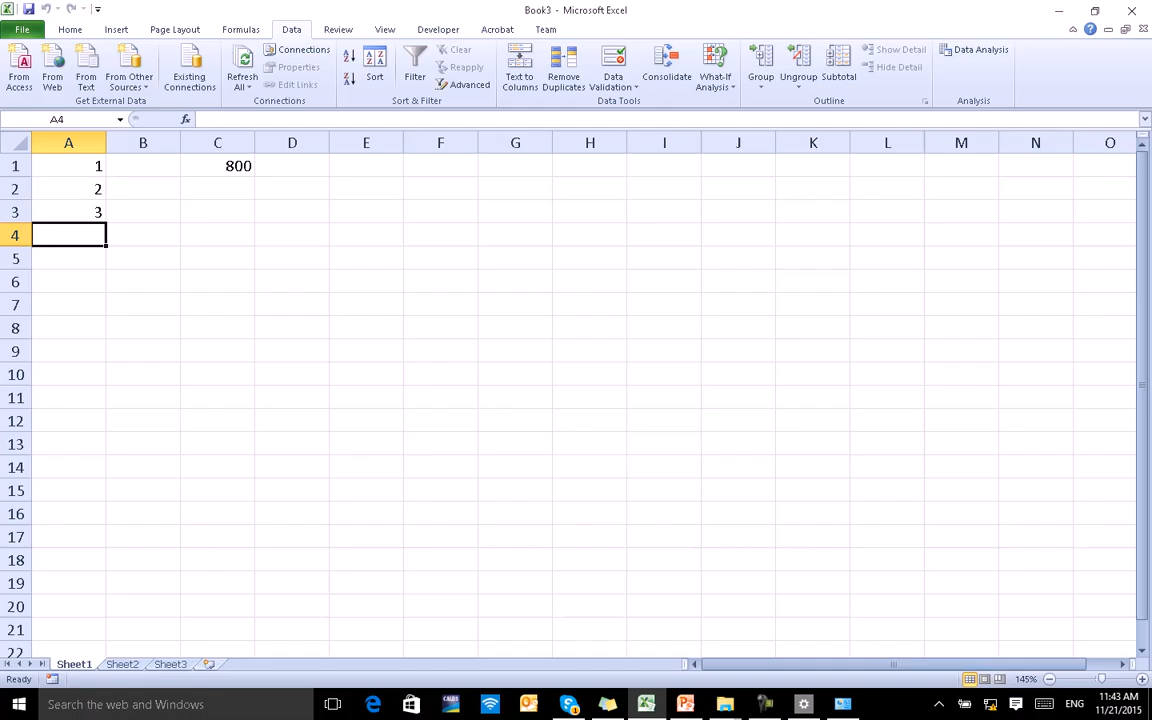 Book3 - Microsoft Excel
File Home Insert Page Layout Formulas Data Review View Developer Acrobat Team
From Access
From Web
From Text
From Other Sources
Existing Connections
Get External Data
Refresh All
Connections
Properties
Edit Links
Connections
Sort
Filter
Clear
Reapply
Advanced
Sort & Filter
Text to Columns
Remove Duplicates
Data Validation
Consolidate
What-If Analysis
Data Tools
Group
Ungroup
Subtotal
Show Detail
Hide Detail
Outline
Data Analysis
Analysis
A4 fx
A B C D E F G H I J K L M N O
1 1 800
2 2
3 3
4
5
6
7
8
9
10
11
12
13
14
15
16
17
18
19
20
21
22
Sheet1 Sheet2 Sheet3
Ready 145%
Search the web and Windows ENG 11:43 AM
11/21/2015